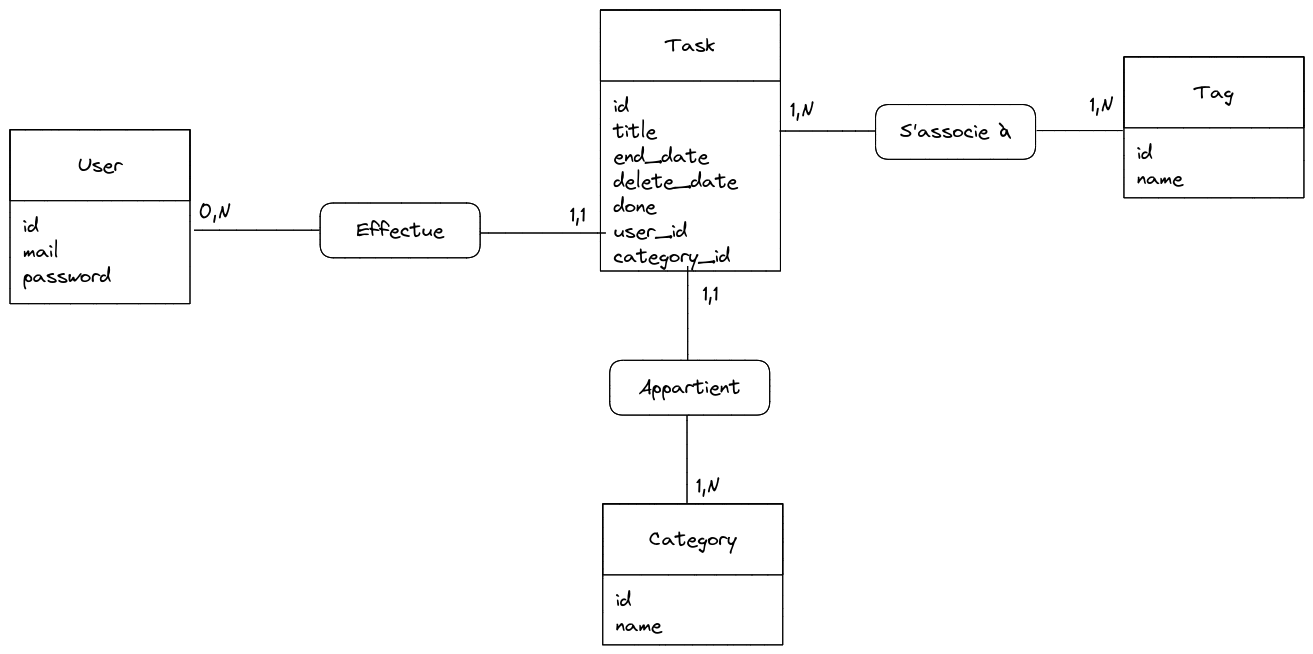 Task
id
title
end_date
delete_date
done
user_id
category_id
1,N
S'associe à
1,N
Tag
id
name
User
id
mail
password
0,N
Effectue
1,1
1,1
Appartient
1,N
Category
id
name